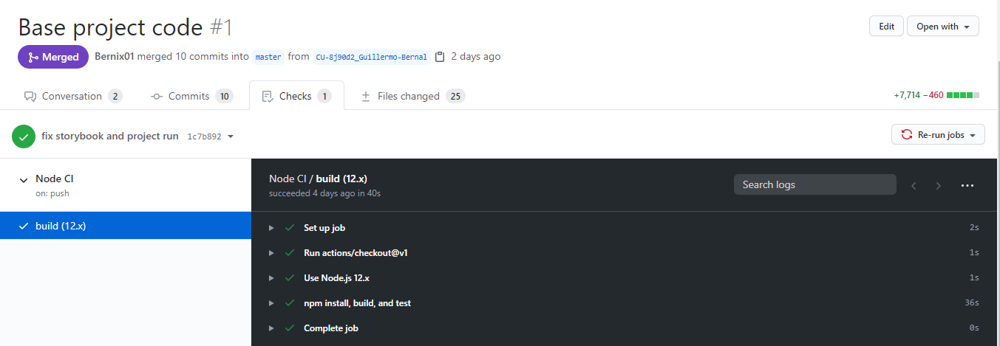 Base project code #1
Edit
Open with
Merged
Bernix01 merged 10 commits into master from CU-8j90d2_Guillermo-Bernal 2 days ago
Conversation 2
Commits 10
Checks 1
Files changed 25
+7,714 −460
fix storybook and project run 1c7b892
Re-run jobs
Node CI
on: push
build (12.x)
Node CI / build (12.x)
succeeded 4 days ago in 40s
Search logs
Set up job 2s
Run actions/checkout@v1 1s
Use Node.js 12.x 1s
npm install, build, and test 36s
Complete job 0s